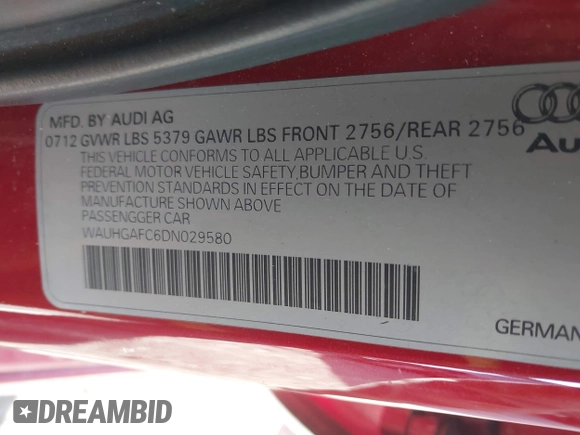 MFD. BY AUDI AG
0712 GVWR LBS 5379 GAWR LBS FRONT 2756/REAR 2756
THIS VEHICLE CONFORMS TO ALL APPLICABLE U.S.
FEDERAL MOTOR VEHICLE SAFETY,BUMPER AND THEFT
PREVENTION STANDARDS IN EFFECT ON THE DATE OF
MANUFACTURE SHOWN ABOVE
PASSENGGER CAR
WAUHGAFC6DN029580
Au
GERMAN
DREAMBID